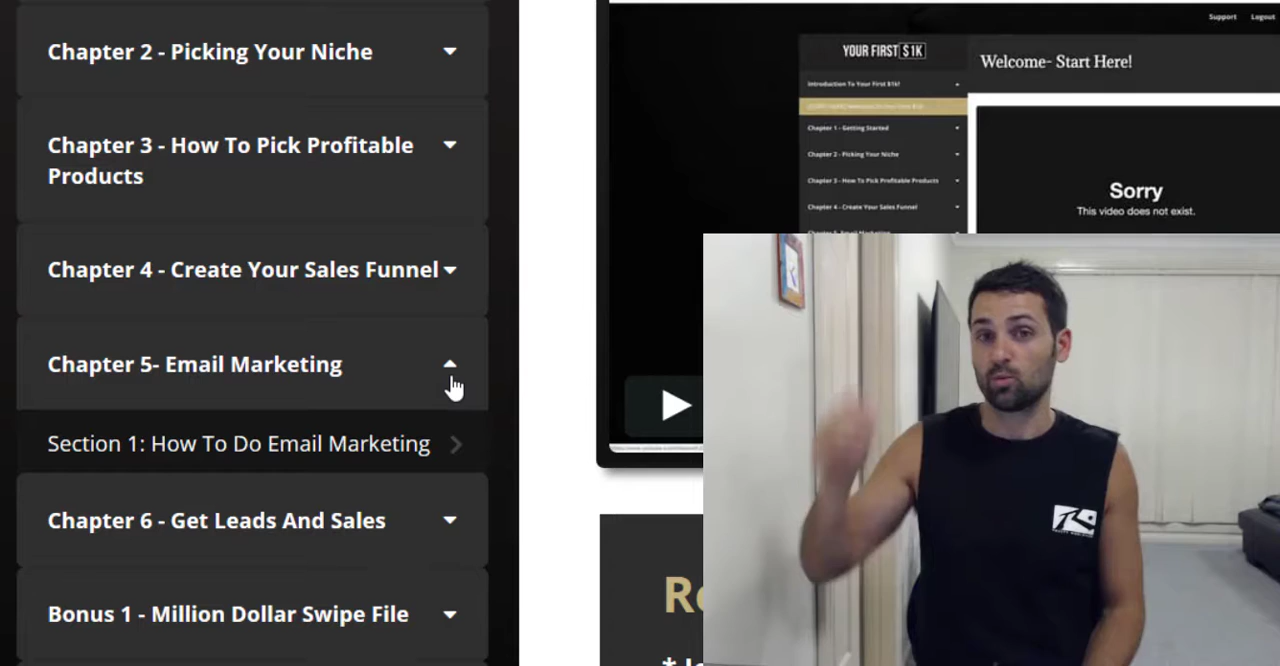 Chapter 2 - Picking Your Niche
Chapter 3 - How To Pick Profitable
Products
Chapter 4 - Create Your Sales Funnel
Chapter 5- Email Marketing
Section 1: How To Do Email Marketing
Chapter 6 - Get Leads And Sales
Bonus 1 - Million Dollar Swipe File
Support
Logout
YOUR FIRST $1K
Welcome- Start Here!
Introduction To Your First $1k!
Chapter 1 - Getting Started
Chapter 2 - Picking Your Niche
Chapter 3 - How To Pick Profitable Products
Chapter 4 - Create Your Sales Funnel
Sorry
This video does not exist.